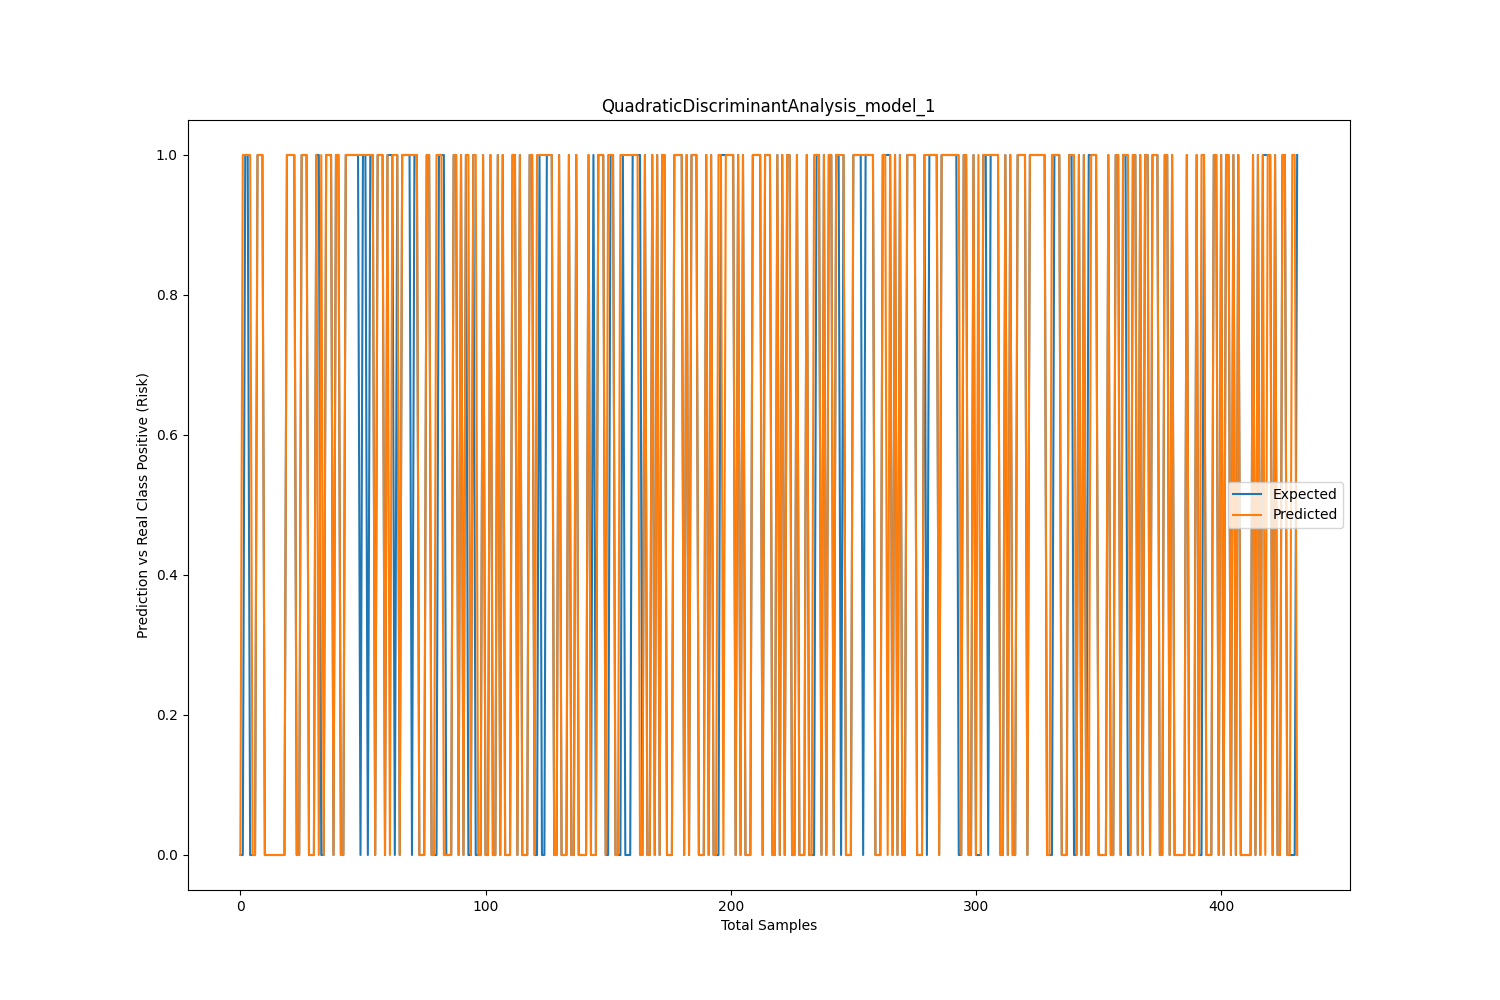 QuadraticDiscriminantAnalysis_model_1
Prediction vs Real Class Positive (Risk)
1.0
0.8
0.6
0.4
0.2
0.0
Expected
Predicted
0 100 200 300 400
Total Samples